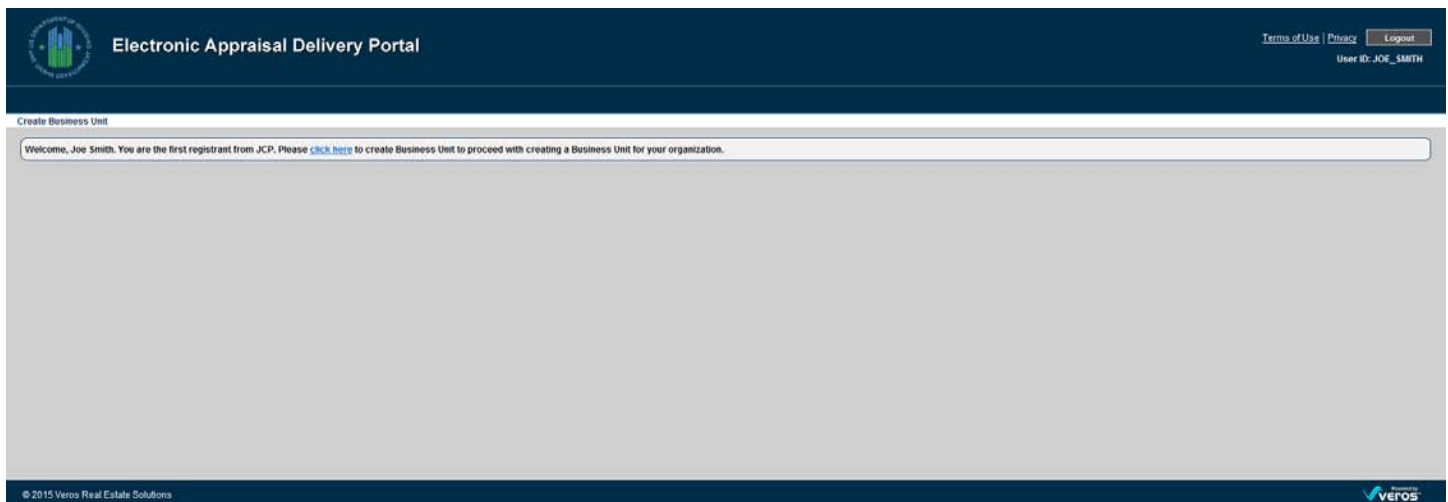 Electronic Appraisal Delivery Portal
Terms of Use | Privacy Logout
User ID: JOE_SMITH
Create Business Unit
Welcome, Joe Smith. You are the first registrant from JCP. Please click here to create Business Unit to proceed with creating a Business Unit for your organization.
© 2015 Veros Real Estate Solutions
Powered by
veros